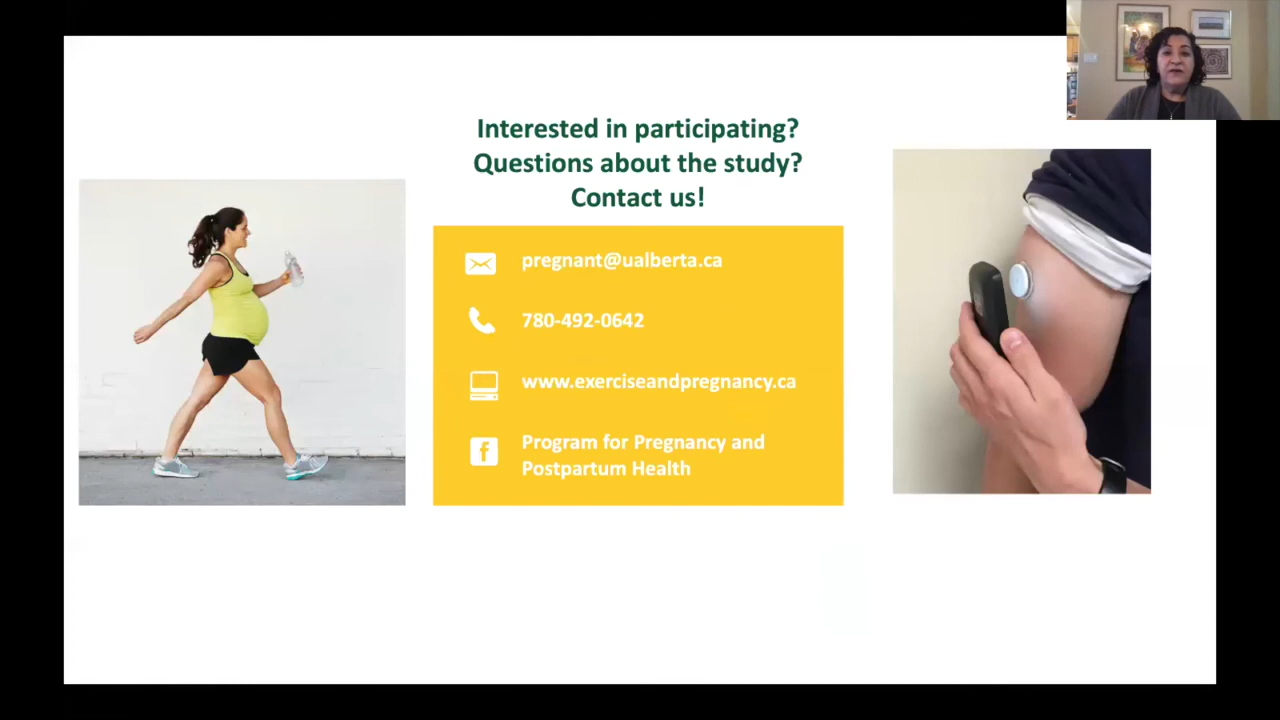 Interested in participating?
Questions about the study?
Contact us!
pregnant@ualberta.ca
780-492-0642
www.exerciseandpregnancy.ca
Program for Pregnancy and
Postpartum Health